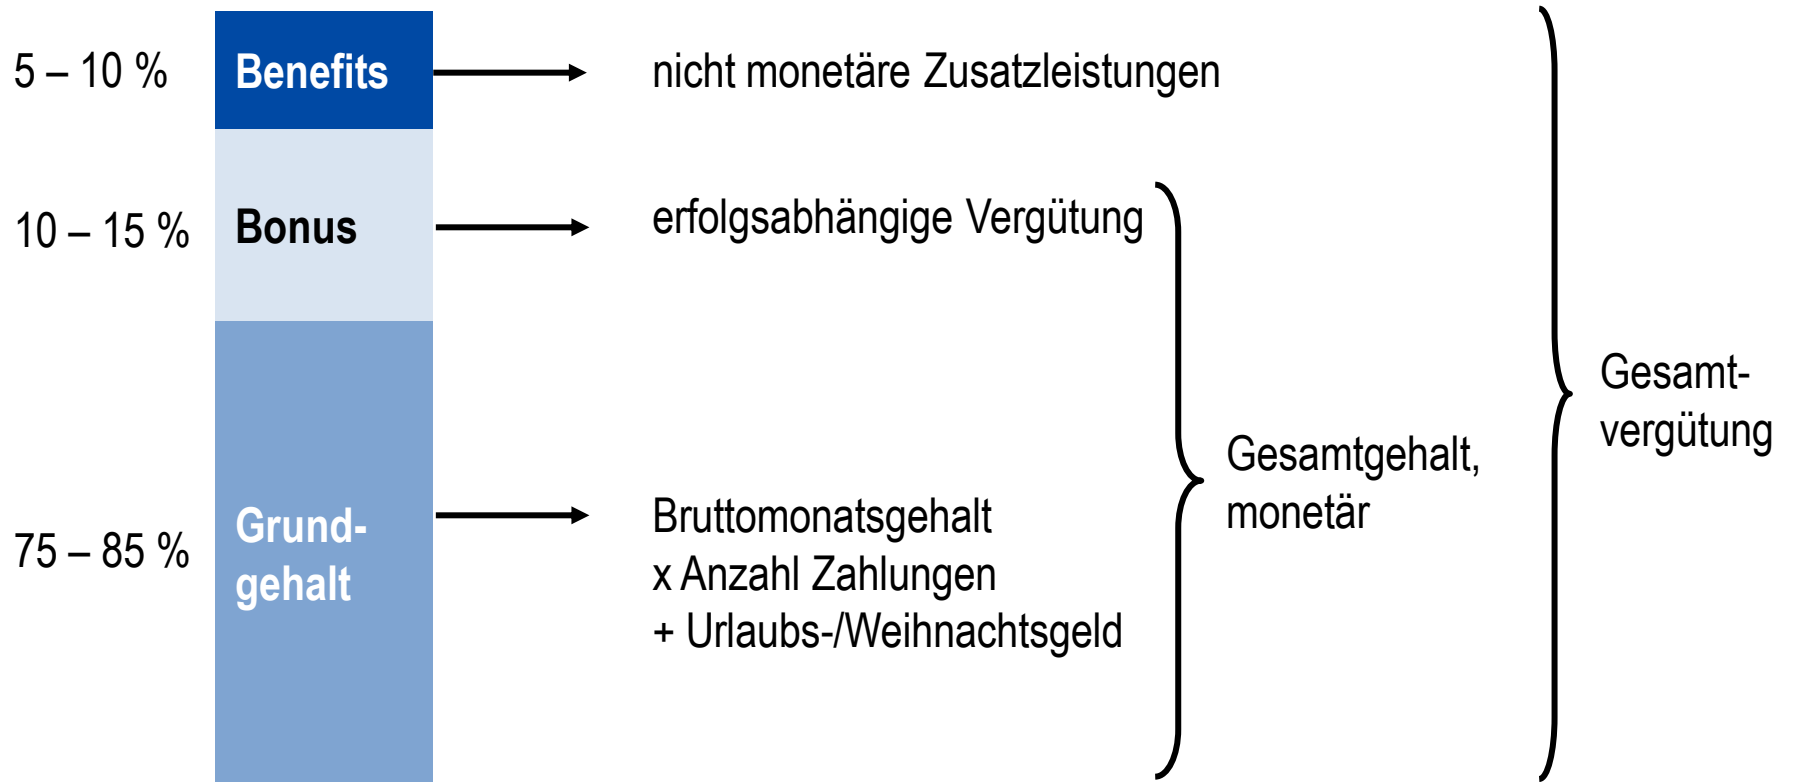 5 – 10 %
Benefits
nicht monetäre Zusatzleistungen
10 – 15 %
Bonus
erfolgsabhängige Vergütung
75 – 85 %
Grund-
gehalt
Bruttomonatsgehalt
x Anzahl Zahlungen
+ Urlaubs-/Weihnachtsgeld
Gesamtgehalt,
monetär
Gesamt-
vergütung